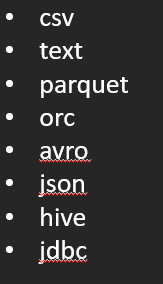 • csv
• text
• parquet
• orc
• avro
• json
• hive
• jdbc